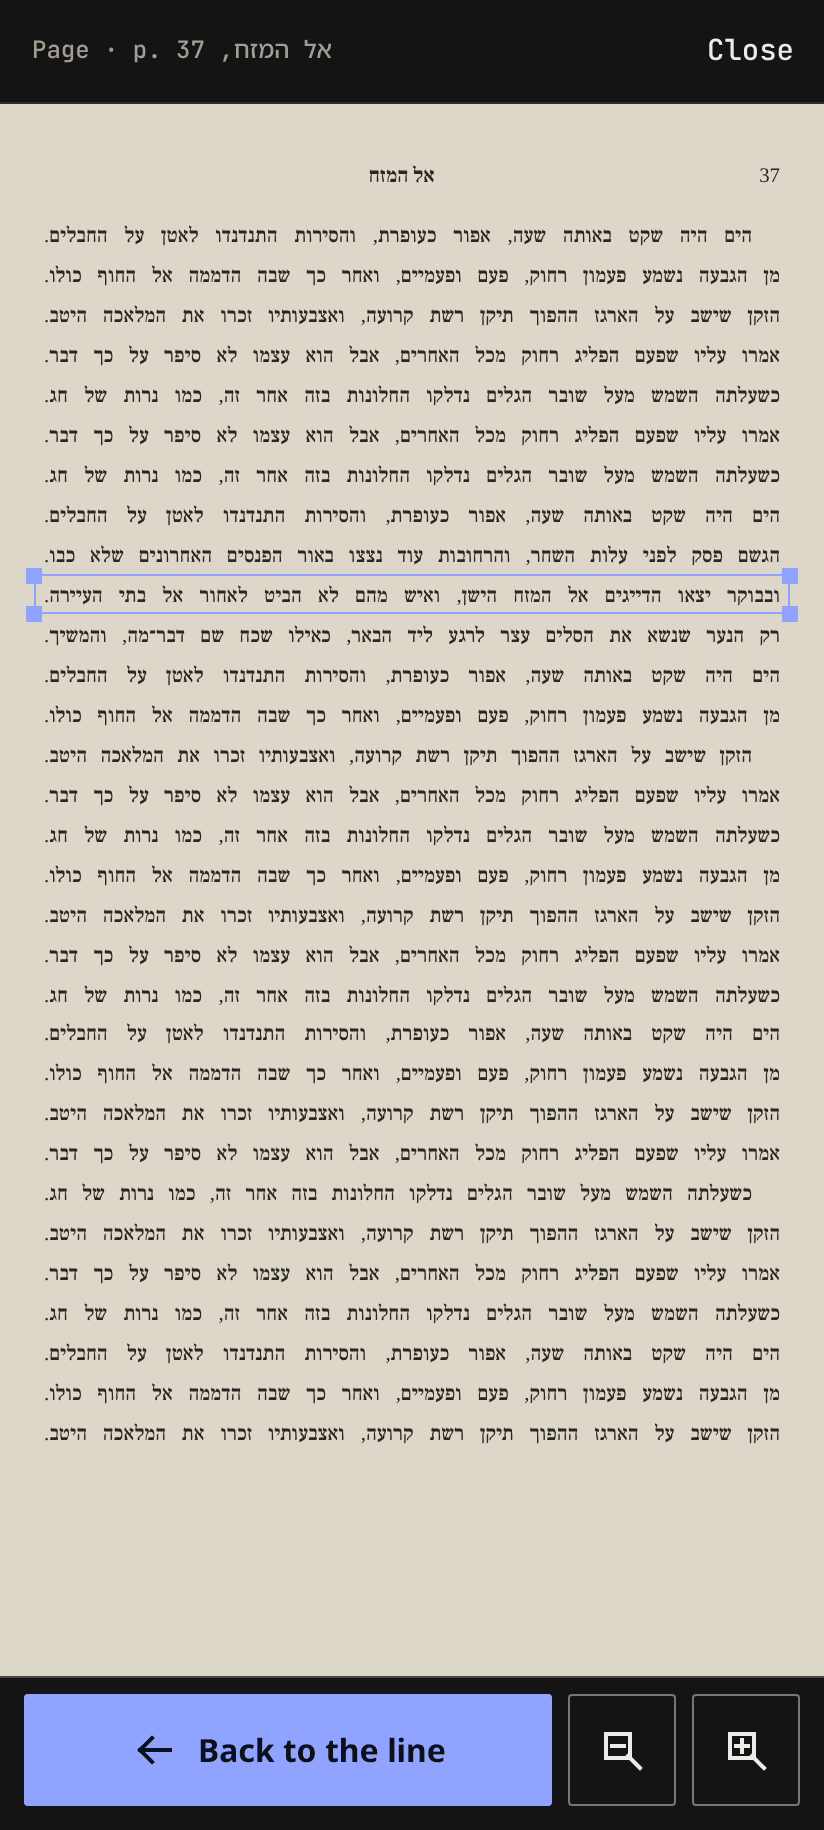 Page · p. 37 ,אל המזח
Close
37
אל המזח
הים היה שקט באותה שעה, אפור כעופרת, והסירות התנדנדו לאטן על החבלים.
מן הגבעה נשמע פעמון רחוק, פעם ופעמיים, ואחר כך שבה הדממה אל החוף כולו.
הזקן שישב על הארגז ההפוך תיקן רשת קרועה, ואצבעותיו זכרו את המלאכה היטב.
אמרו עליו שפעם הפליג רחוק מכל האחרים, אבל הוא עצמו לא סיפר על כך דבר.
כשעלתה השמש מעל שובר הגלים נדלקו החלונות בזה אחר זה, כמו נרות של חג.
אמרו עליו שפעם הפליג רחוק מכל האחרים, אבל הוא עצמו לא סיפר על כך דבר.
כשעלתה השמש מעל שובר הגלים נדלקו החלונות בזה אחר זה, כמו נרות של חג.
הים היה שקט באותה שעה, אפור כעופרת, והסירות התנדנדו לאטן על החבלים.
הגשם פסק לפני עלות השחר, והרחובות עוד נצצו באור הפנסים האחרונים שלא כבו.
ובבוקר יצאו הדייגים אל המזח הישן, ואיש מהם לא הביט לאחור אל בתי העיירה.
רק הנער שנשא את הסלים עצר לרגע ליד הבאר, כאילו שכח שם דבר־מה, והמשיך.
הים היה שקט באותה שעה, אפור כעופרת, והסירות התנדנדו לאטן על החבלים.
מן הגבעה נשמע פעמון רחוק, פעם ופעמיים, ואחר כך שבה הדממה אל החוף כולו.
הזקן שישב על הארגז ההפוך תיקן רשת קרועה, ואצבעותיו זכרו את המלאכה היטב.
אמרו עליו שפעם הפליג רחוק מכל האחרים, אבל הוא עצמו לא סיפר על כך דבר.
כשעלתה השמש מעל שובר הגלים נדלקו החלונות בזה אחר זה, כמו נרות של חג.
מן הגבעה נשמע פעמון רחוק, פעם ופעמיים, ואחר כך שבה הדממה אל החוף כולו.
הזקן שישב על הארגז ההפוך תיקן רשת קרועה, ואצבעותיו זכרו את המלאכה היטב.
אמרו עליו שפעם הפליג רחוק מכל האחרים, אבל הוא עצמו לא סיפר על כך דבר.
כשעלתה השמש מעל שובר הגלים נדלקו החלונות בזה אחר זה, כמו נרות של חג.
הים היה שקט באותה שעה, אפור כעופרת, והסירות התנדנדו לאטן על החבלים.
מן הגבעה נשמע פעמון רחוק, פעם ופעמיים, ואחר כך שבה הדממה אל החוף כולו.
הזקן שישב על הארגז ההפוך תיקן רשת קרועה, ואצבעותיו זכרו את המלאכה היטב.
אמרו עליו שפעם הפליג רחוק מכל האחרים, אבל הוא עצמו לא סיפר על כך דבר.
כשעלתה השמש מעל שובר הגלים נדלקו החלונות בזה אחר זה, כמו נרות של חג.
הזקן שישב על הארגז ההפוך תיקן רשת קרועה, ואצבעותיו זכרו את המלאכה היטב.
אמרו עליו שפעם הפליג רחוק מכל האחרים, אבל הוא עצמו לא סיפר על כך דבר.
כשעלתה השמש מעל שובר הגלים נדלקו החלונות בזה אחר זה, כמו נרות של חג.
הים היה שקט באותה שעה, אפור כעופרת, והסירות התנדנדו לאטן על החבלים.
מן הגבעה נשמע פעמון רחוק, פעם ופעמיים, ואחר כך שבה הדממה אל החוף כולו.
הזקן שישב על הארגז ההפוך תיקן רשת קרועה, ואצבעותיו זכרו את המלאכה היטב.
Back to the line